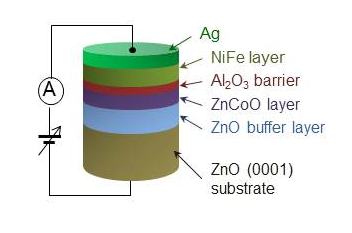 Ag
NiFe layer
Al₂O₃ barrier
A
ZnCoO layer
ZnO buffer layer
ZnO (0001)
substrate